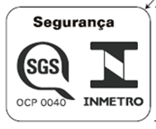 Segurança
SGS
OCP 0040
INMETRO